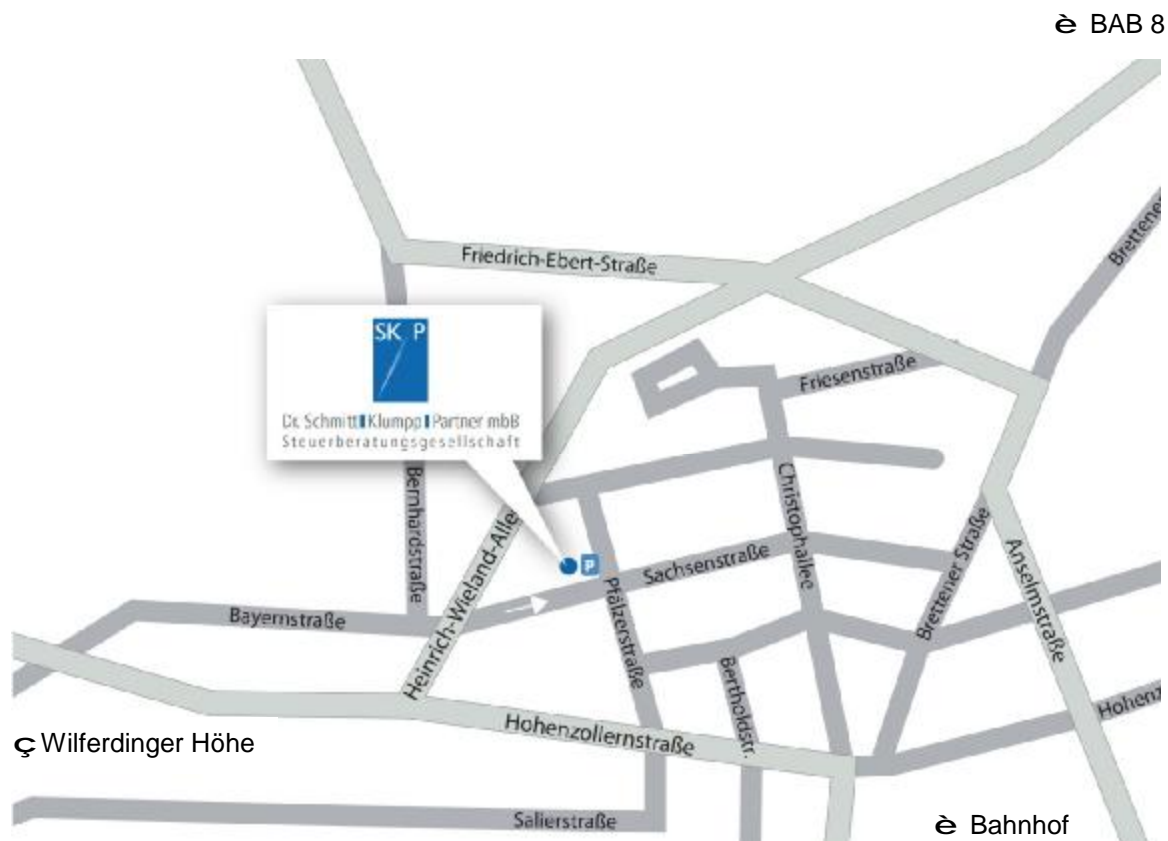 è BAB 8
Brettener
Friedrich-Ebert-Straße
SK P
Friesenstraße
Dr. Schmitt Klumpp Partner mbB
Steuerberatungsgesellschaft
Bernhardstraße
Heinrich-Wieland-Allee
Christophallee
P
Sachsenstraße
Pfälzerstraße
Brettener Straße
Anselmstraße
Bayernstraße
Bertholdstr.
Hohenz
Hohenzollernstraße
ç Wilferdinger Höhe
Salierstraße
è Bahnhof